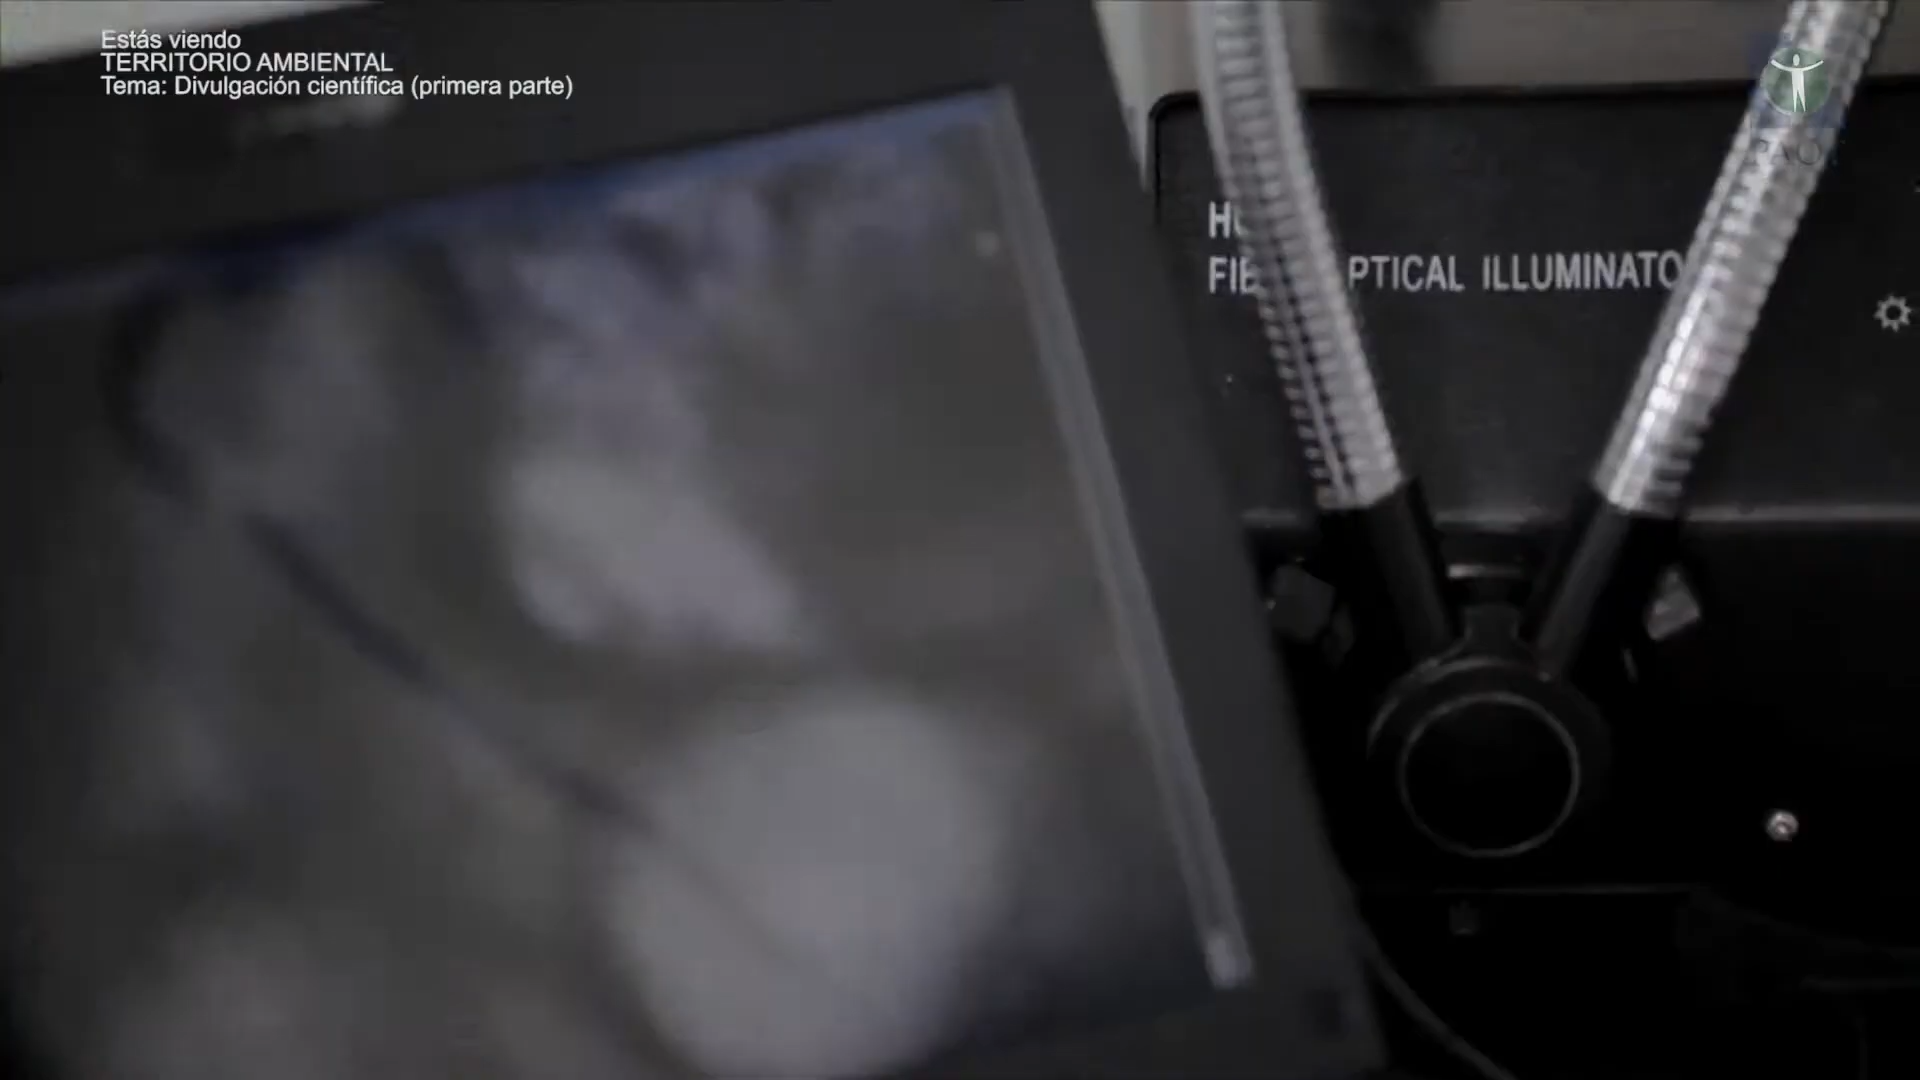 Estás viendo
TERRITORIO AMBIENTAL
Tema: Divulgación científica (primera parte)
PTICAL ILLUMINATO